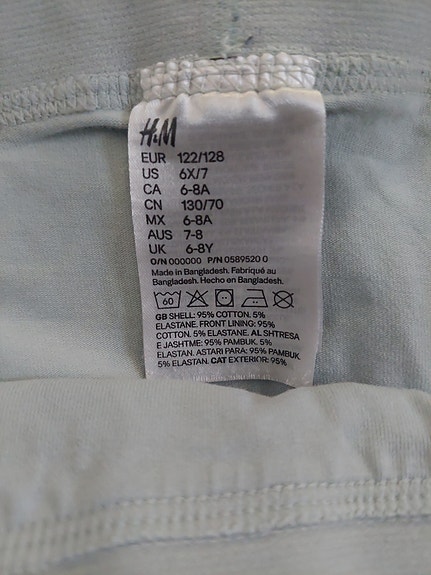 H&M
EUR 122/128
US 6X/7
CA 6-8A
CN 130/70
MX 6-8A
AUS 7-8
UK 6-8Y
O/N 000000 P/N 0589520 0
Made in Bangladesh. Fabriqué au
Bangladesh. Hecho en Bangladesh.
60
GB SHELL: 95% COTTON. 5%
ELASTANE. FRONT LINING: 95%
COTTON. 5% ELASTANE. AL SHTRESA
E JASHTME: 95% PAMBUK. 5%
ELASTAN. ASTARI PARA: 95% PAMBUK.
5% ELASTAN. CAT EXTERIOR: 95%